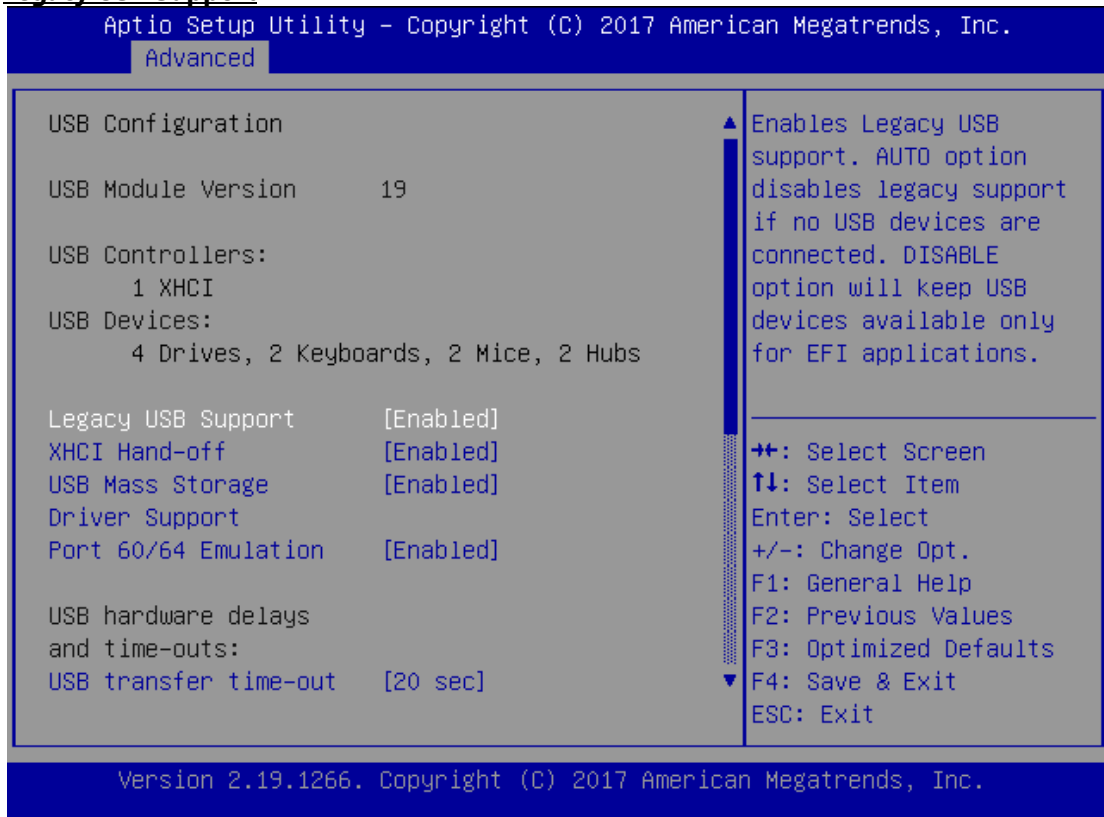 Legacy USB Support
Aptio Setup Utility – Copyright (C) 2017 American Megatrends, Inc.
Advanced
USB Configuration
USB Module Version 19
USB Controllers:
1 XHCI
USB Devices:
4 Drives, 2 Keyboards, 2 Mice, 2 Hubs
Legacy USB Support [Enabled]
XHCI Hand-off [Enabled]
USB Mass Storage [Enabled]
Driver Support
Port 60/64 Emulation [Enabled]
USB hardware delays
and time-outs:
USB transfer time-out [20 sec]
Enables Legacy USB
support. AUTO option
disables legacy support
if no USB devices are
connected. DISABLE
option will keep USB
devices available only
for EFI applications.
→←: Select Screen
↑↓: Select Item
Enter: Select
+/-: Change Opt.
F1: General Help
F2: Previous Values
F3: Optimized Defaults
F4: Save & Exit
ESC: Exit
Version 2.19.1266. Copyright (C) 2017 American Megatrends, Inc.